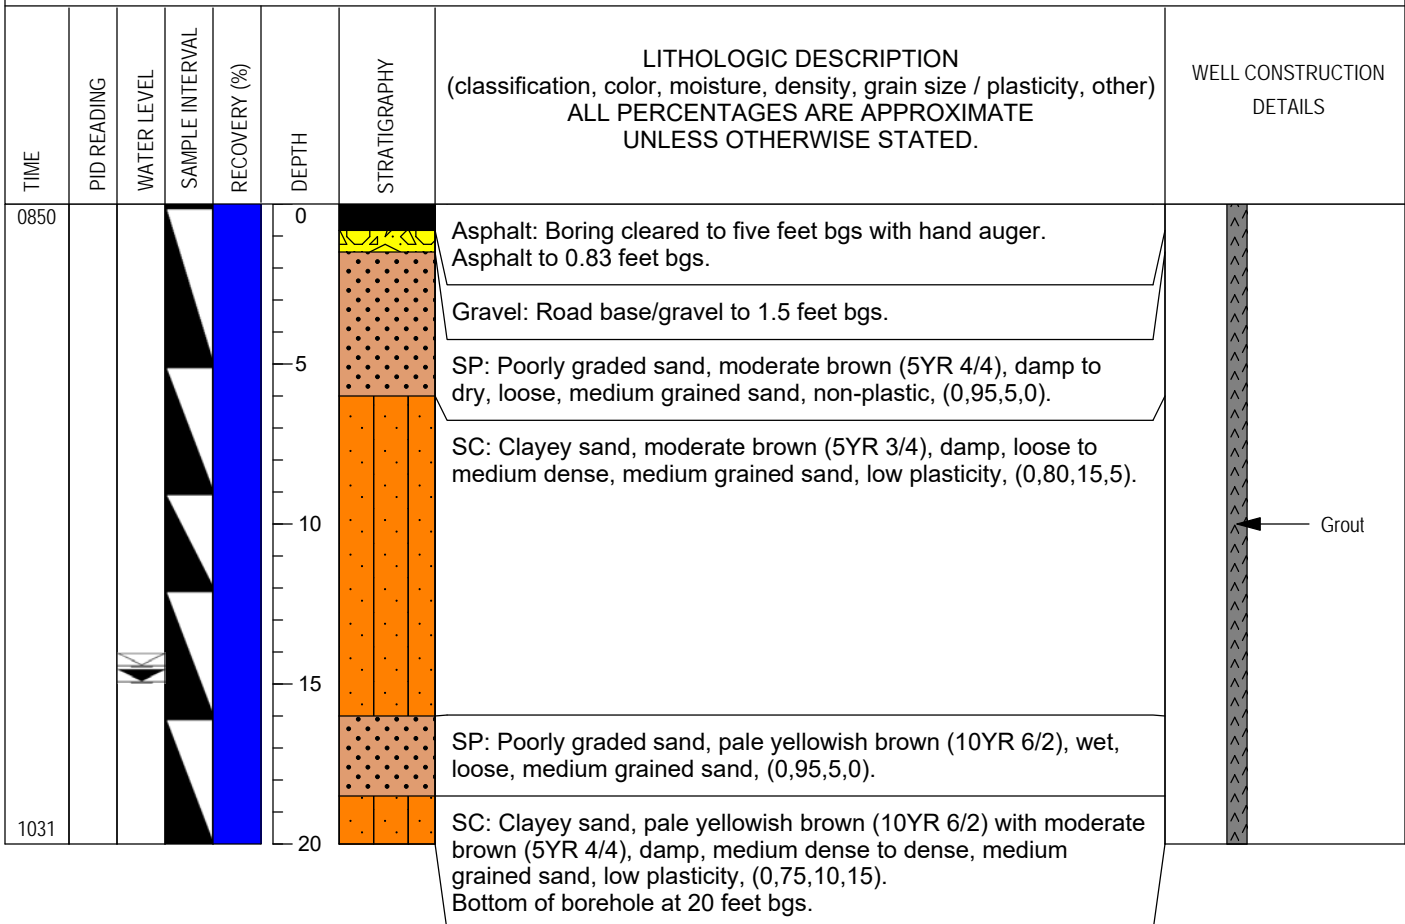 TIME
PID READING
WATER LEVEL
SAMPLE INTERVAL
RECOVERY (%)
DEPTH
STRATIGRAPHY
LITHOLOGIC DESCRIPTION
(classification, color, moisture, density, grain size / plasticity, other)
ALL PERCENTAGES ARE APPROXIMATE
UNLESS OTHERWISE STATED.
WELL CONSTRUCTION
DETAILS
0850
0
Asphalt: Boring cleared to five feet bgs with hand auger.
Asphalt to 0.83 feet bgs.
Gravel: Road base/gravel to 1.5 feet bgs.
5
SP: Poorly graded sand, moderate brown (5YR 4/4), damp to
dry, loose, medium grained sand, non-plastic, (0,95,5,0).
SC: Clayey sand, moderate brown (5YR 3/4), damp, loose to
medium dense, medium grained sand, low plasticity, (0,80,15,5).
10
Grout
15
SP: Poorly graded sand, pale yellowish brown (10YR 6/2), wet,
loose, medium grained sand, (0,95,5,0).
1031
20
SC: Clayey sand, pale yellowish brown (10YR 6/2) with moderate
brown (5YR 4/4), damp, medium dense to dense, medium
grained sand, low plasticity, (0,75,10,15).
Bottom of borehole at 20 feet bgs.